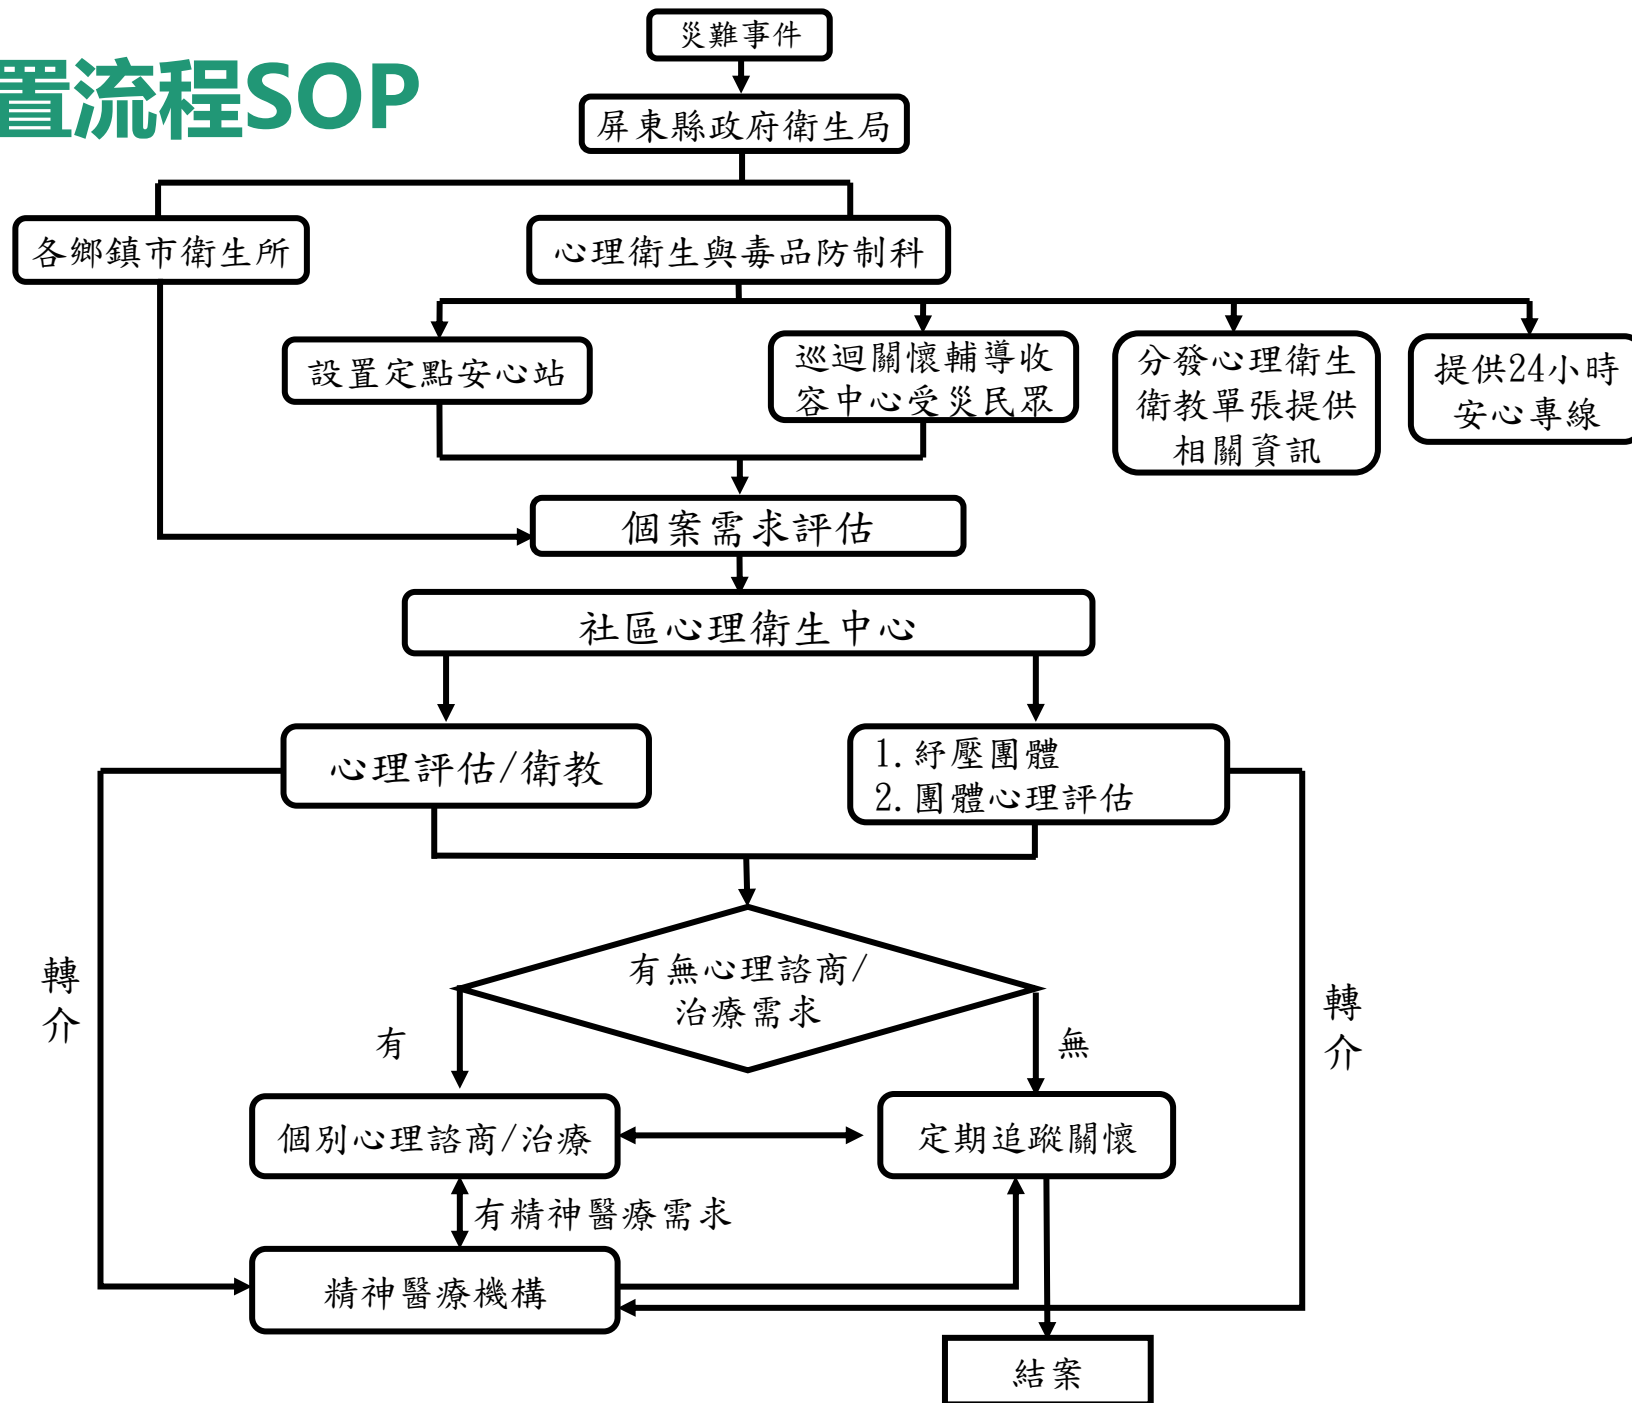 災難事件
置流程SOP
屏東縣政府衛生局
各鄉鎮市衛生所
心理衛生與毒品防制科
設置定點安心站
巡迴關懷輔導收
容中心受災民眾
分發心理衛生
衛教單張提供
相關資訊
提供24小時
安心專線
個案需求評估
社區心理衛生中心
心理評估/衛教
1.紓壓團體
2.團體心理評估
有無心理諮商/
治療需求
轉
介
有
無
轉
介
個別心理諮商/治療
定期追蹤關懷
有精神醫療需求
精神醫療機構
結案